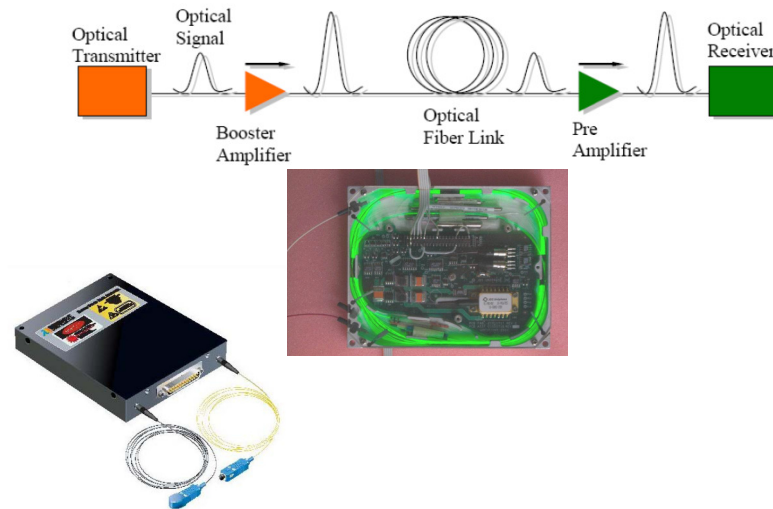 Optical
Transmitter
Optical
Signal
Booster
Amplifier
Optical
Fiber Link
Pre
Amplifier
Optical
Receiver